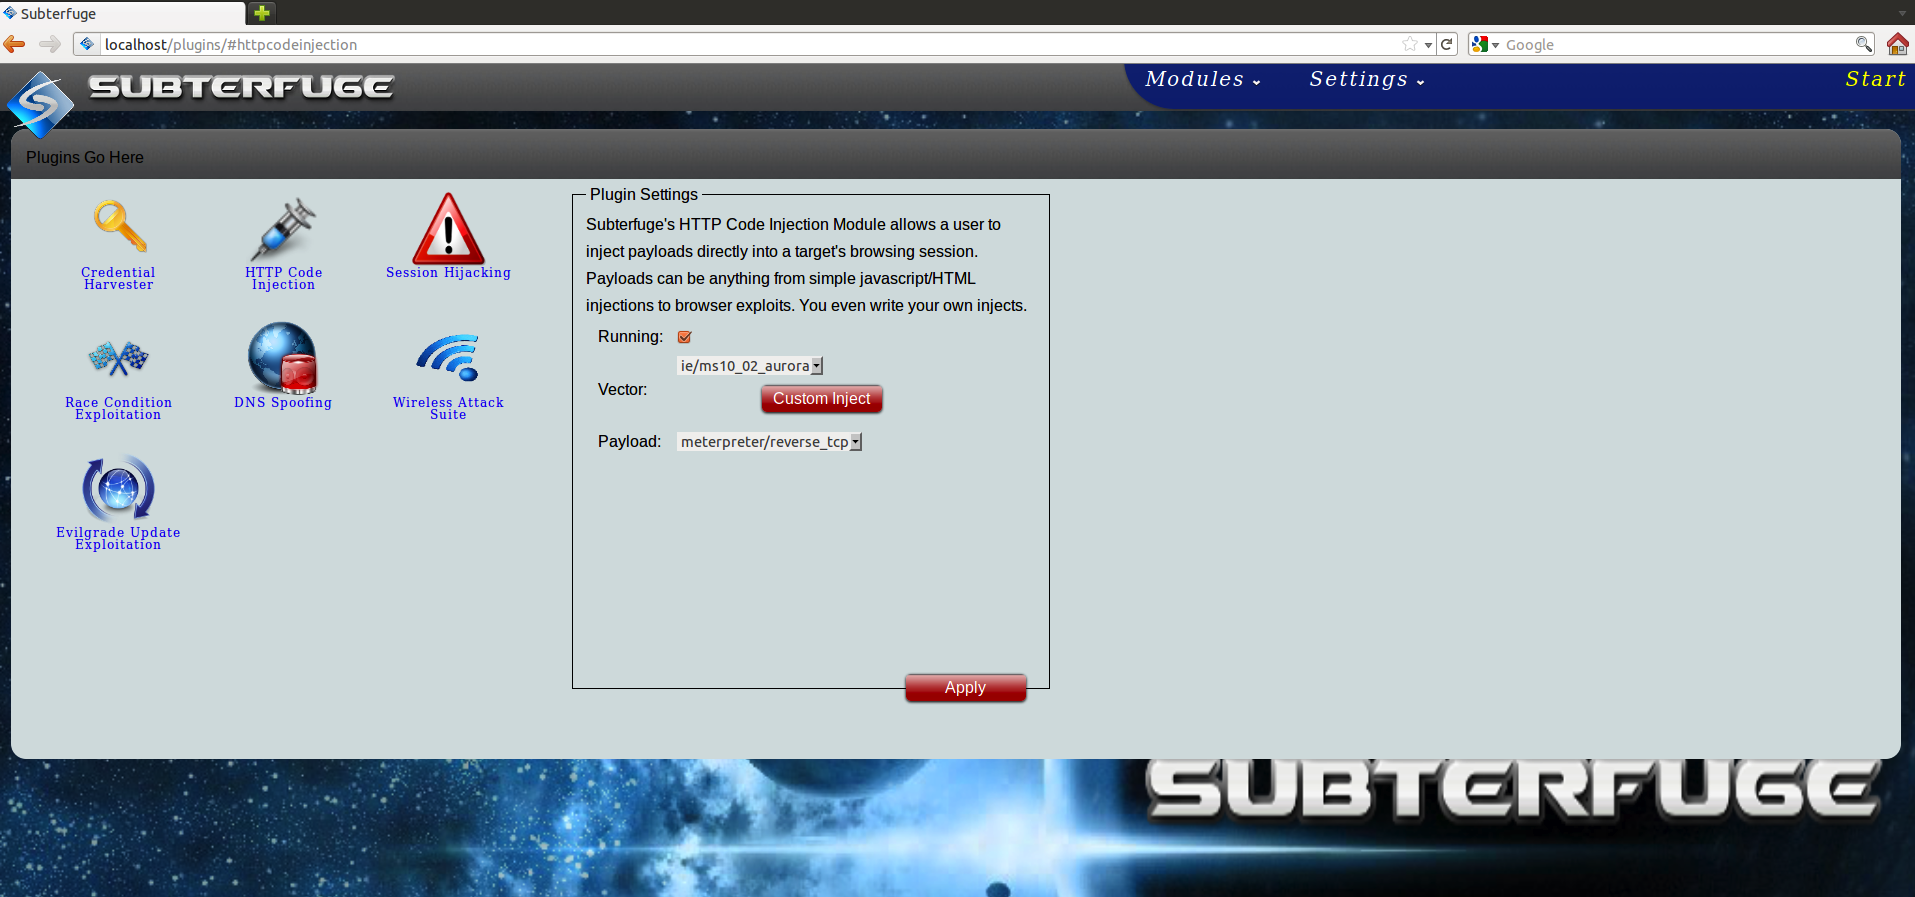 Subterfuge
localhost/plugins/#httpcodeinjection
Google
SUBTERFUGE
Modules
Settings
Start
Plugins Go Here
Credential
Harvester
HTTP Code
Injection
Session Hijacking
Race Condition
Exploitation
DNS Spoofing
Wireless Attack
Suite
Evilgrade Update
Exploitation
Plugin Settings
Subterfuge's HTTP Code Injection Module allows a user to
inject payloads directly into a target's browsing session.
Payloads can be anything from simple javascript/HTML
injections to browser exploits. You even write your own injects.
Running:
ie/ms10_02_aurora
Vector:
Custom Inject
Payload:
meterpreter/reverse_tcp
Apply
SUBTERFUGE